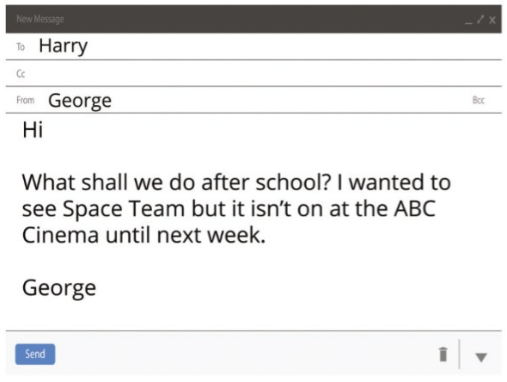 New Message
To Harry
Cc
From George Bcc
Hi
What shall we do after school? I wanted to
see Space Team but it isn't on at the ABC
Cinema until next week.
George
Send